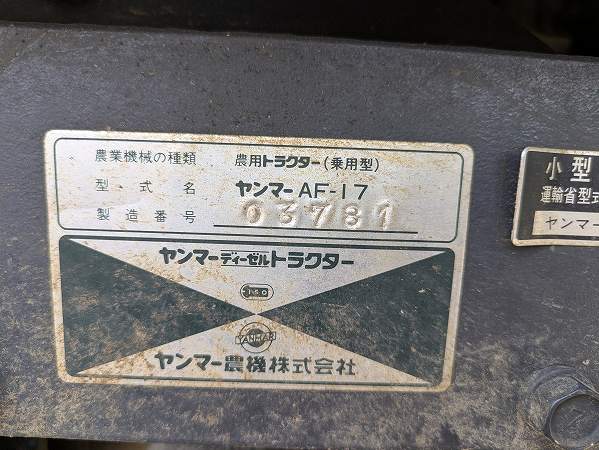 農業機械の種類 農用トラクター(乗用型)
型式名 ヤンマー AF-17
製造番号 03787
ヤンマーディーゼルトラクター
YANMAR
ヤンマー農機株式会社
小型
運輸省型式
ヤンマー